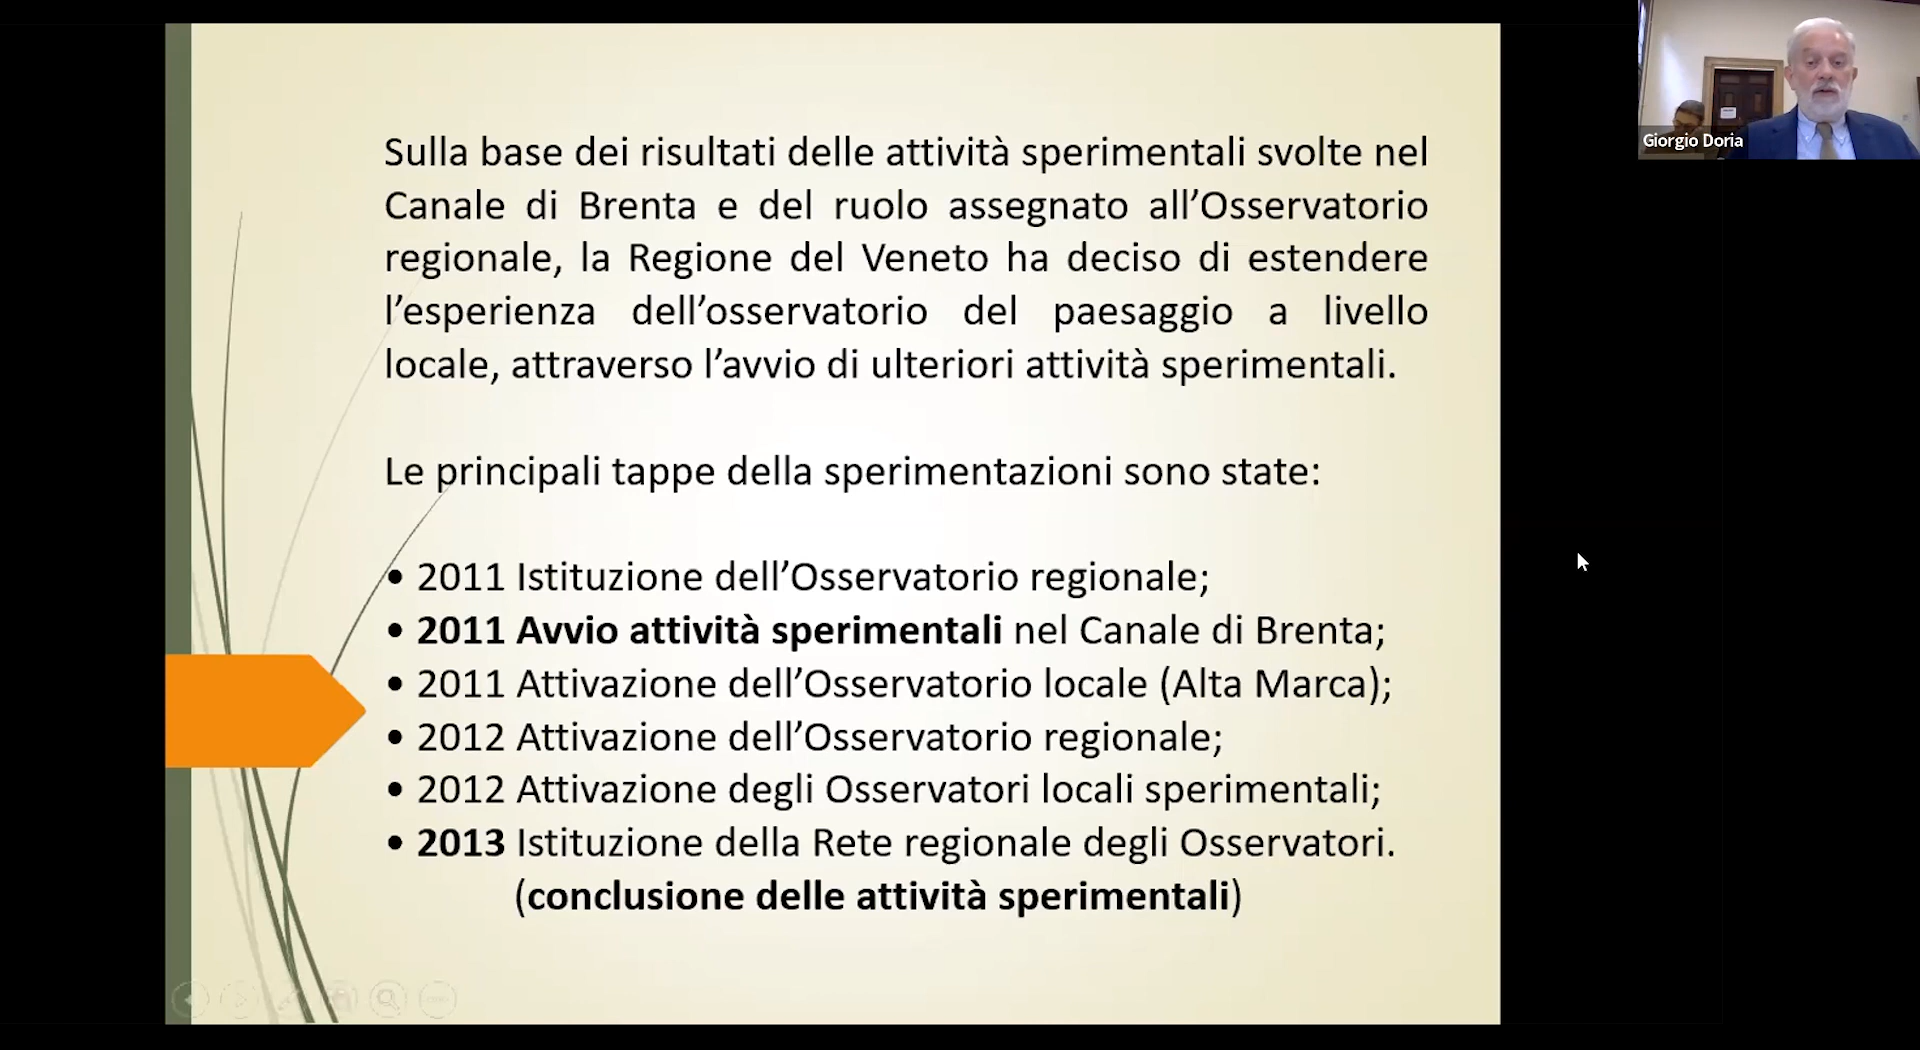 Sulla base dei risultati delle attività sperimentali svolte nel
Canale di Brenta e del ruolo assegnato all’Osservatorio
regionale, la Regione del Veneto ha deciso di estendere
l’esperienza dell’osservatorio del paesaggio a livello
locale, attraverso l’avvio di ulteriori attività sperimentali.
Le principali tappe della sperimentazioni sono state:
• 2011 Istituzione dell’Osservatorio regionale;
• 2011 Avvio attività sperimentali nel Canale di Brenta;
• 2011 Attivazione dell’Osservatorio locale (Alta Marca);
• 2012 Attivazione dell’Osservatorio regionale;
• 2012 Attivazione degli Osservatori locali sperimentali;
• 2013 Istituzione della Rete regionale degli Osservatori.
(conclusione delle attività sperimentali)
Giorgio Doria